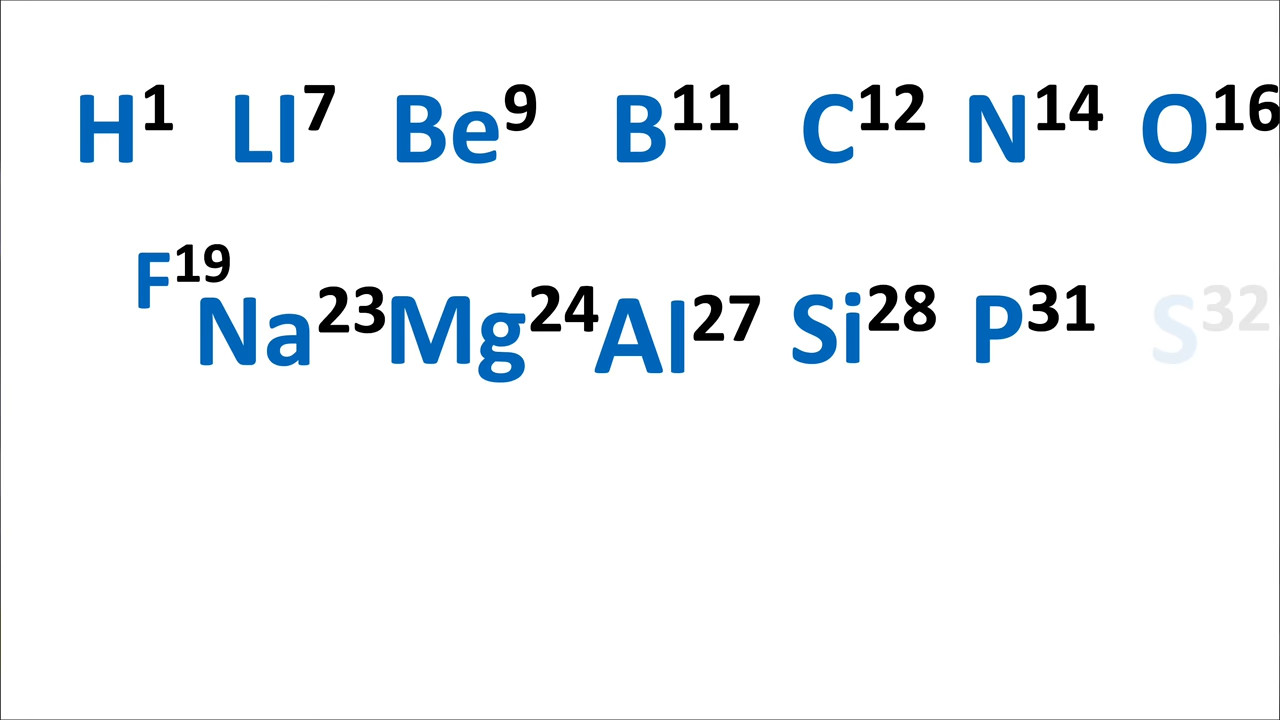 H¹ LI⁷ Be⁹ B¹¹ C¹² N¹⁴ O¹⁶
F¹⁹ Na²³ Mg²⁴ Al²⁷ Si²⁸ P³¹ S³²